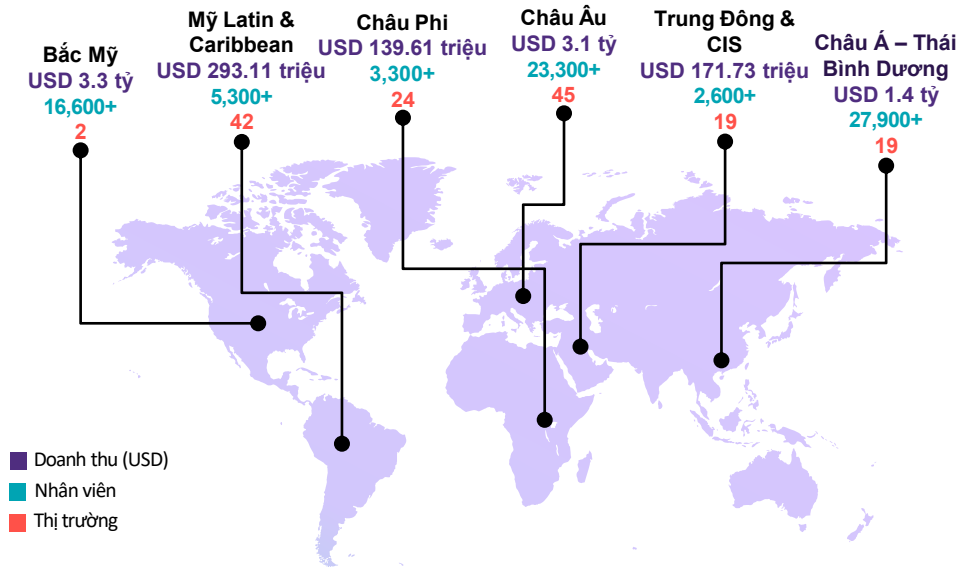 Bắc Mỹ
USD 3.3 tỷ
16,600+
2
Mỹ Latin &
Caribbean
USD 293.11 triệu
5,300+
42
Châu Phi
USD 139.61 triệu
3,300+
24
Châu Âu
USD 3.1 tỷ
23,300+
45
Trung Đông &
CIS
USD 171.73 triệu
2,600+
19
Châu Á – Thái
Bình Dương
USD 1.4 tỷ
27,900+
19
Doanh thu (USD)
Nhân viên
Thị trường